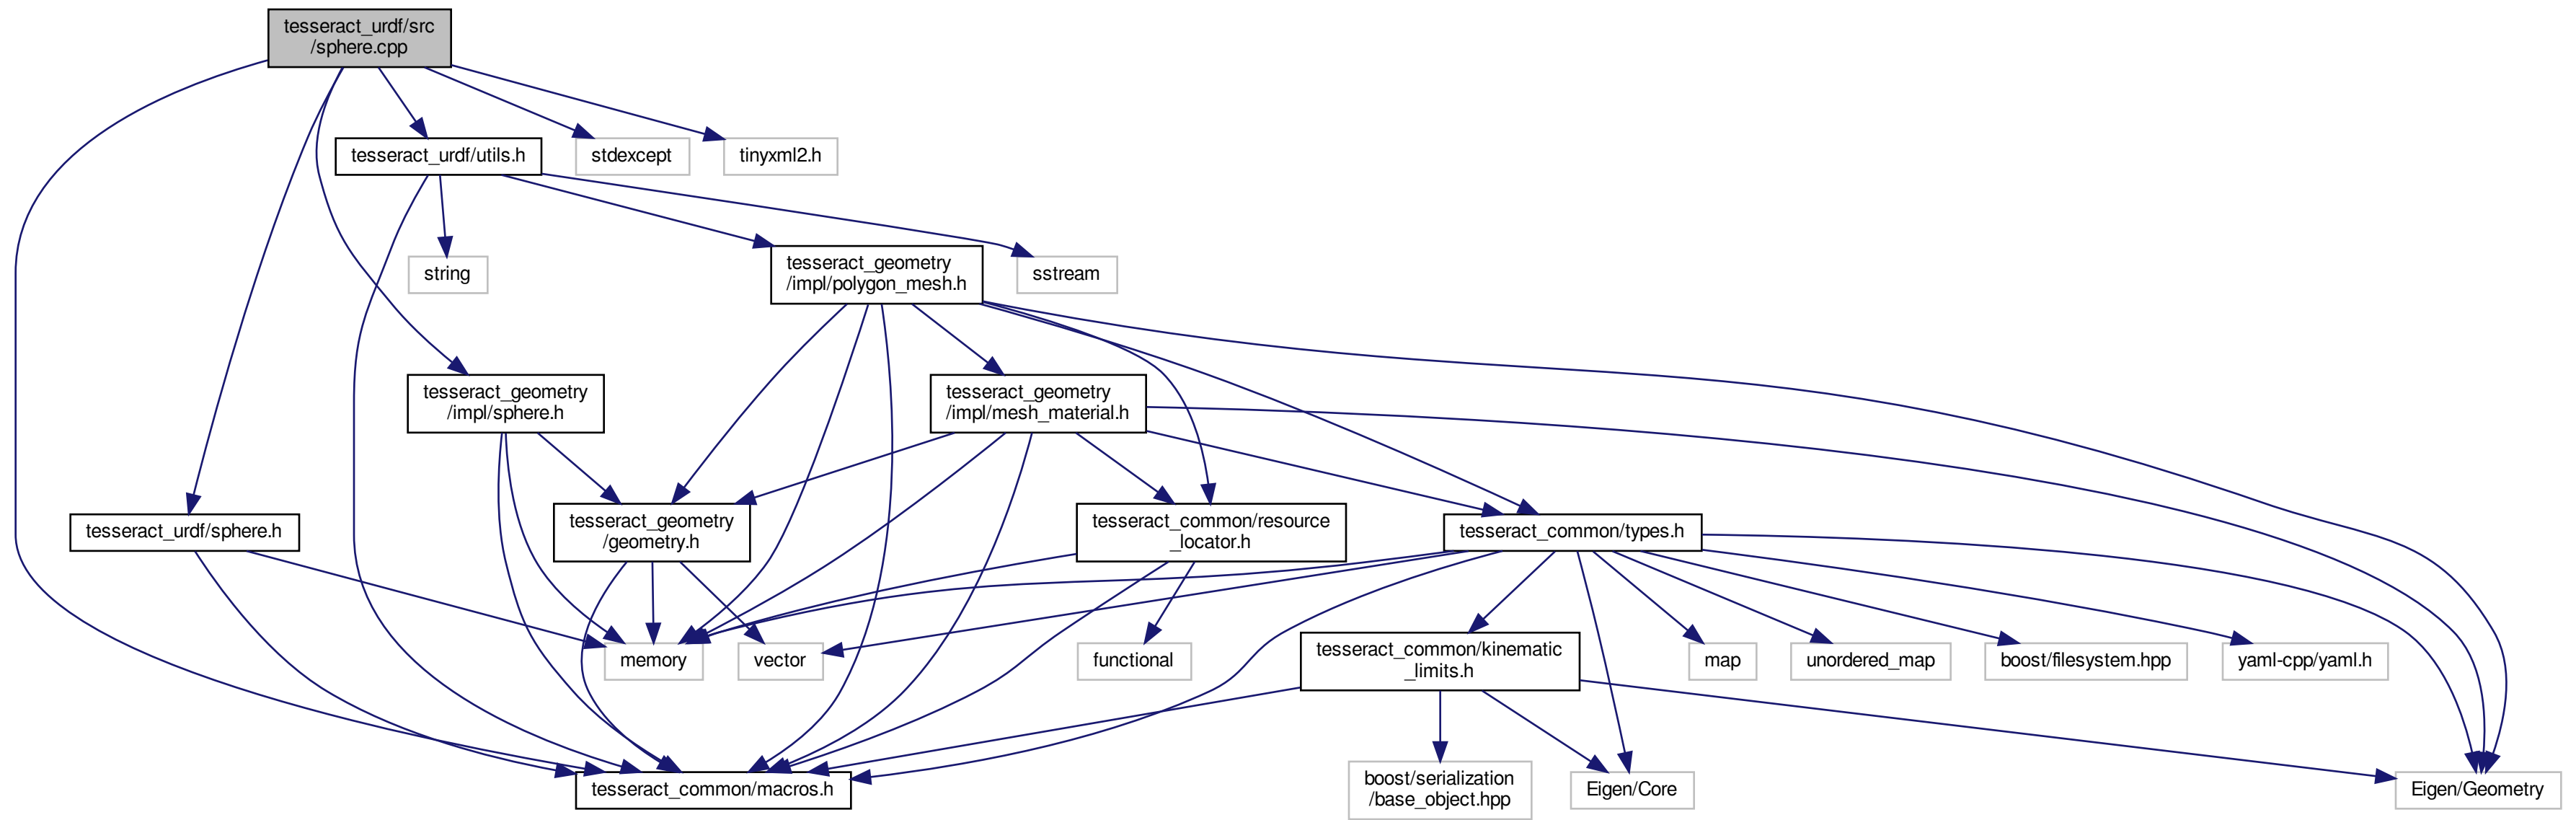 tesseract_urdf/src
/sphere.cpp
tesseract_urdf/utils.h
stdexcept
tinyxml2.h
string
tesseract_geometry
/impl/polygon_mesh.h
sstream
tesseract_geometry
/impl/sphere.h
tesseract_geometry
/impl/mesh_material.h
tesseract_urdf/sphere.h
tesseract_geometry
/geometry.h
tesseract_common/resource
_locator.h
tesseract_common/types.h
memory
vector
functional
tesseract_common/kinematic
_limits.h
map
unordered_map
boost/filesystem.hpp
yaml-cpp/yaml.h
tesseract_common/macros.h
boost/serialization
/base_object.hpp
Eigen/Core
Eigen/Geometry